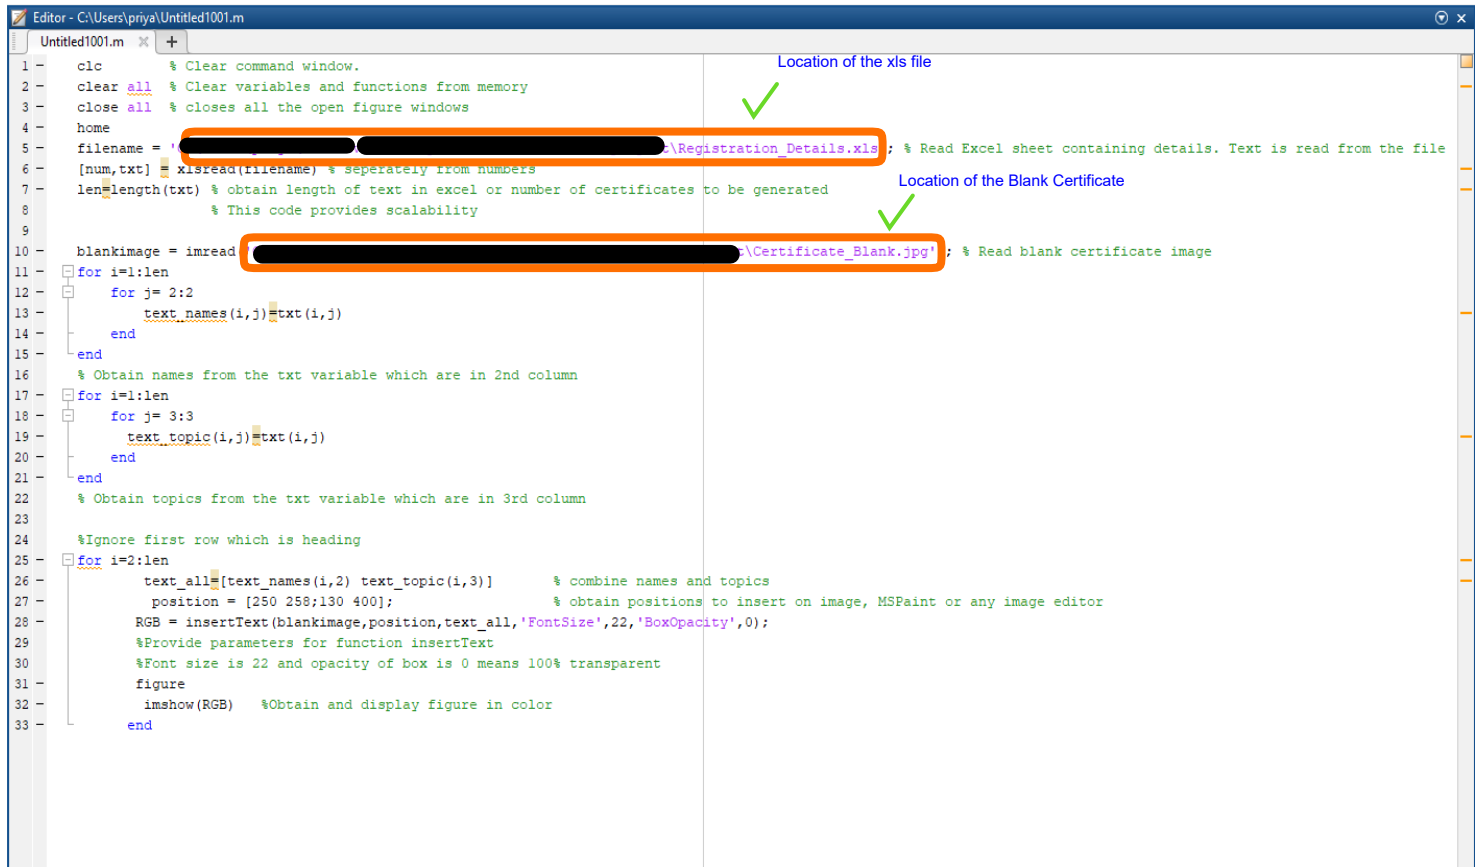 Editor - C:\Users\priya\Untitled1001.m
Untitled1001.m
Location of the xls file
1 clc % Clear command window.
2 clear all % Clear variables and functions from memory
3 close all % closes all the open figure windows
4 home
5 filename = ' t\Registration_Details.xls ; % Read Excel sheet containing details. Text is read from the file
6 [num,txt] = xlsread(filename) % seperately from numbers
Location of the Blank Certificate
7 len=length(txt) % obtain length of text in excel or number of certificates to be generated
8 % This code provides scalability
9
10 blankimage = imread t\Certificate_Blank.jpg' ; % Read blank certificate image
11 for i=1:len
12 for j= 2:2
13 text_names(i,j)=txt(i,j)
14 end
15 end
16 % Obtain names from the txt variable which are in 2nd column
17 for i=1:len
18 for j= 3:3
19 text_topic(i,j)=txt(i,j)
20 end
21 end
22 % Obtain topics from the txt variable which are in 3rd column
23
24 %Ignore first row which is heading
25 for i=2:len
26 text_all=[text_names(i,2) text_topic(i,3)] % combine names and topics
27 position = [250 258;130 400]; % obtain positions to insert on image, MSPaint or any image editor
28 RGB = insertText(blankimage,position,text_all,'FontSize',22,'BoxOpacity',0);
29 %Provide parameters for function insertText
30 %Font size is 22 and opacity of box is 0 means 100% transparent
31 figure
32 imshow(RGB) %Obtain and display figure in color
33 end